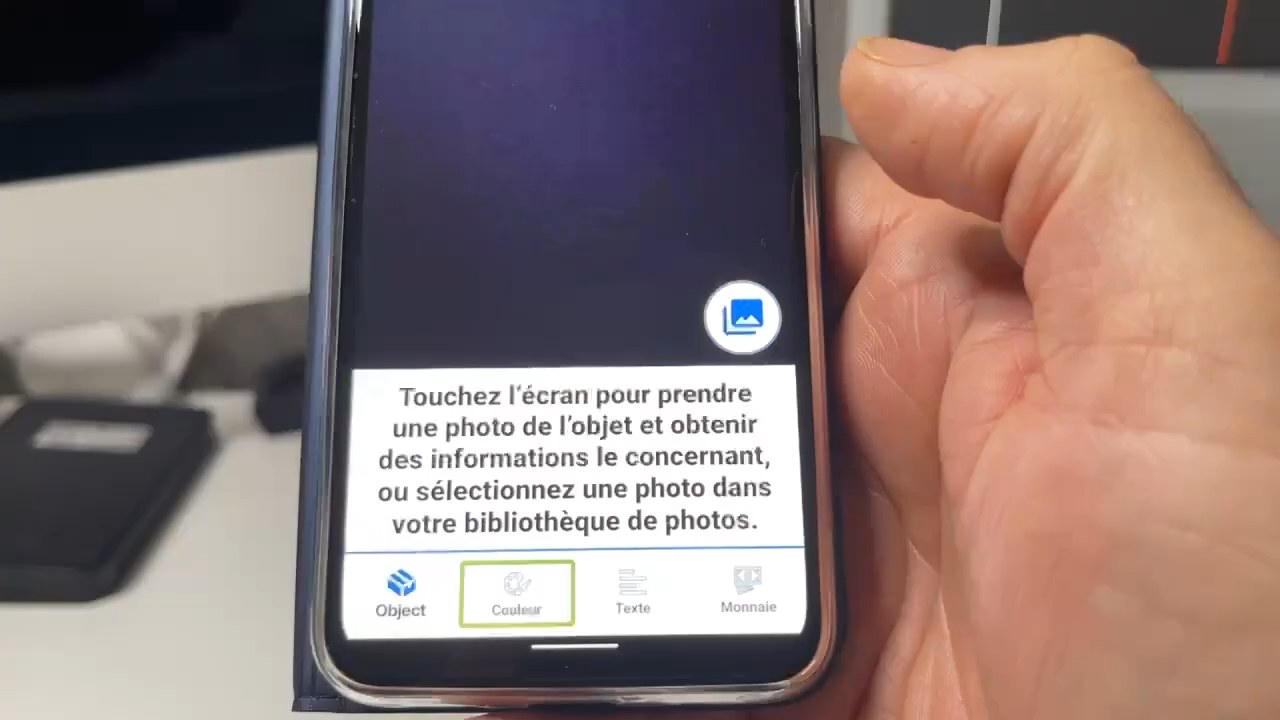 Touchez l'écran pour prendre
une photo de l'objet et obtenir
des informations le concernant,
ou sélectionnez une photo dans
votre bibliothèque de photos.
Object
Couleur
Texte
Monnaie